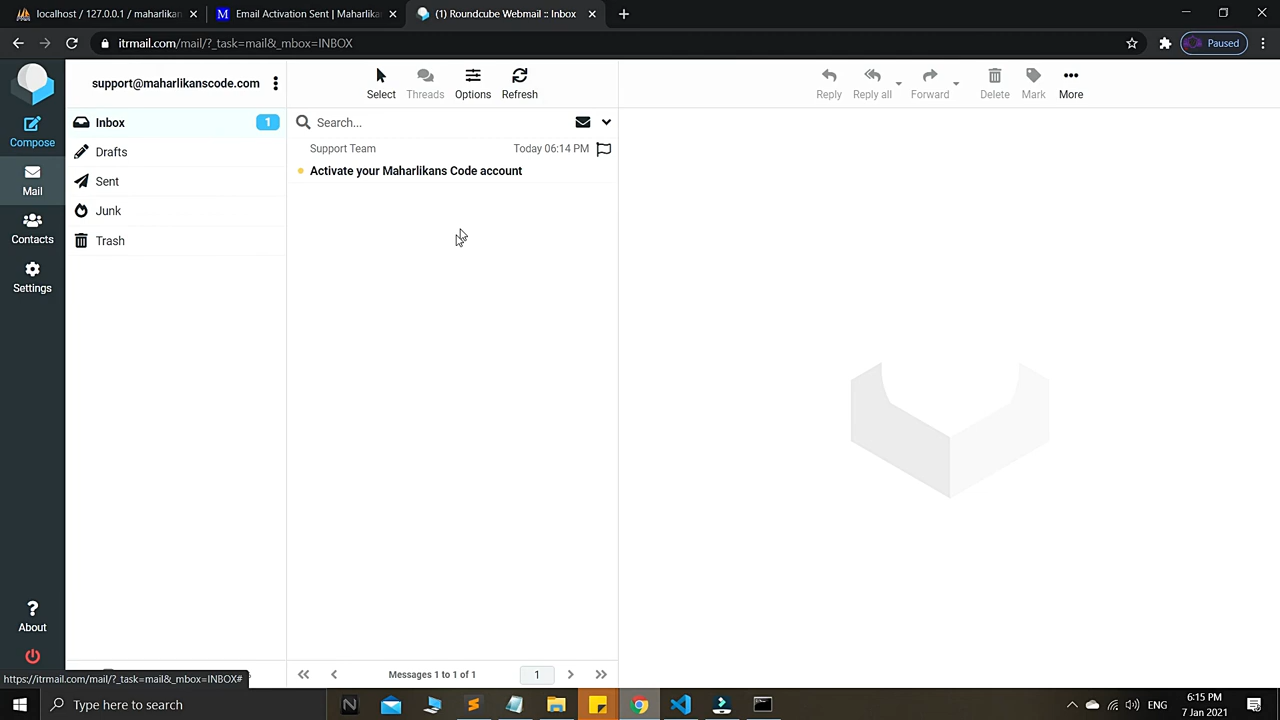 localhost / 127.0.0.1 / maharlikan
Email Activation Sent | Maharlikan
(1) Roundcube Webmail :: Inbox
itrmail.com/mail/?_task=mail&_mbox=INBOX
Paused
support@maharlikanscode.com
Select
Threads
Options
Refresh
Reply
Reply all
Forward
Delete
Mark
More
Compose
Mail
Contacts
Settings
About
Inbox
1
Drafts
Sent
Junk
Trash
Search...
Support Team
Today 06:14 PM
Activate your Maharlikans Code account
Messages 1 to 1 of 1
1
https://itrmail.com/mail/?_task=mail&_mbox=INBOX#
Type here to search
ENG
6:15 PM
7 Jan 2021